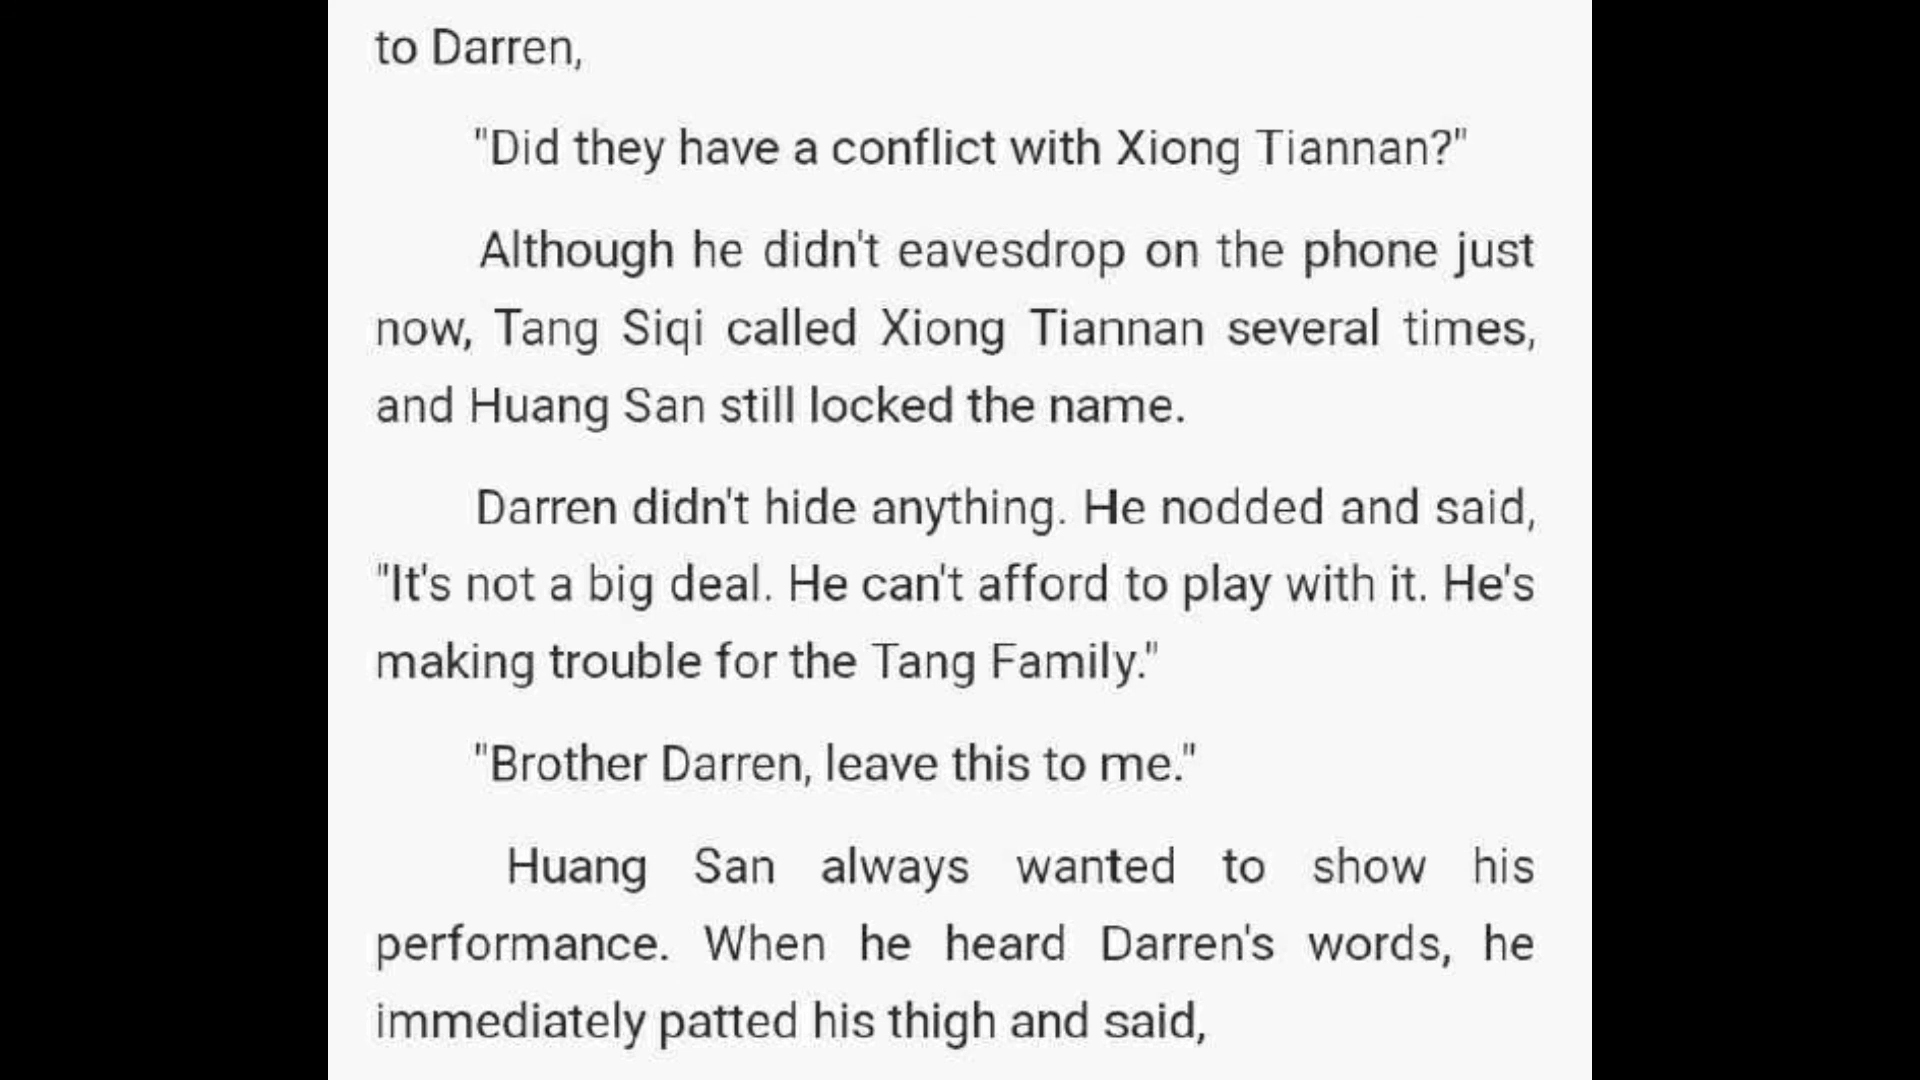 to Darren,
"Did they have a conflict with Xiong Tiannan?"
Although he didn't eavesdrop on the phone just
now, Tang Siqi called Xiong Tiannan several times,
and Huang San still locked the name.
Darren didn't hide anything. He nodded and said,
"It's not a big deal. He can't afford to play with it. He's
making trouble for the Tang Family."
"Brother Darren, leave this to me."
Huang San always wanted to show his
performance. When he heard Darren's words, he
immediately patted his thigh and said,